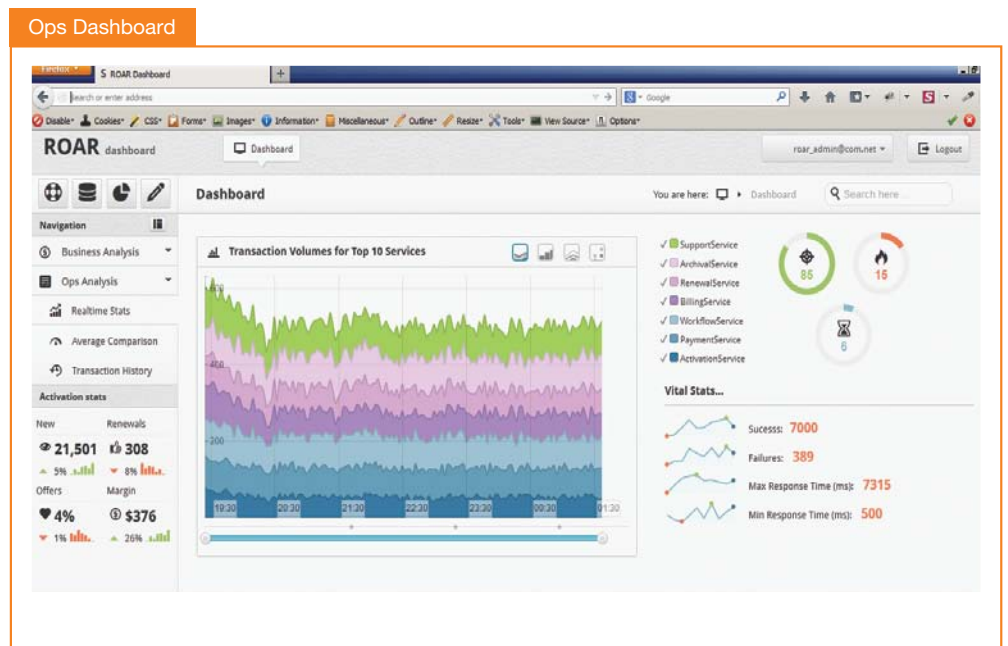 Ops Dashboard
Firefox
S ROAR Dashboard
+
Search or enter address
Google
Disable Cookies CSS Forms Images Information Miscellaneous Outline Resize Tools View Source Options
ROAR dashboard
Dashboard
roar_admin@com.net
Logout
Dashboard
You are here:
Dashboard
Search here ...
Navigation
Business Analysis
Ops Analysis
Realtime Stats
Average Comparison
Transaction History
Activation stats
New Renewals
21,501 308
5% 8%
Offers Margin
4% $376
1% 26%
Transaction Volumes for Top 10 Services
600
400
200
19:30 20:30 21:30 22:30 23:30 00:30 01:30
SupportService
ArchivalService
RenewalService
BillingService
WorkflowService
PaymentService
ActivationService
85
15
6
Vital Stats...
Sucesss: 7000
Failures: 389
Max Response Time (ms): 7315
Min Response Time (ms): 500